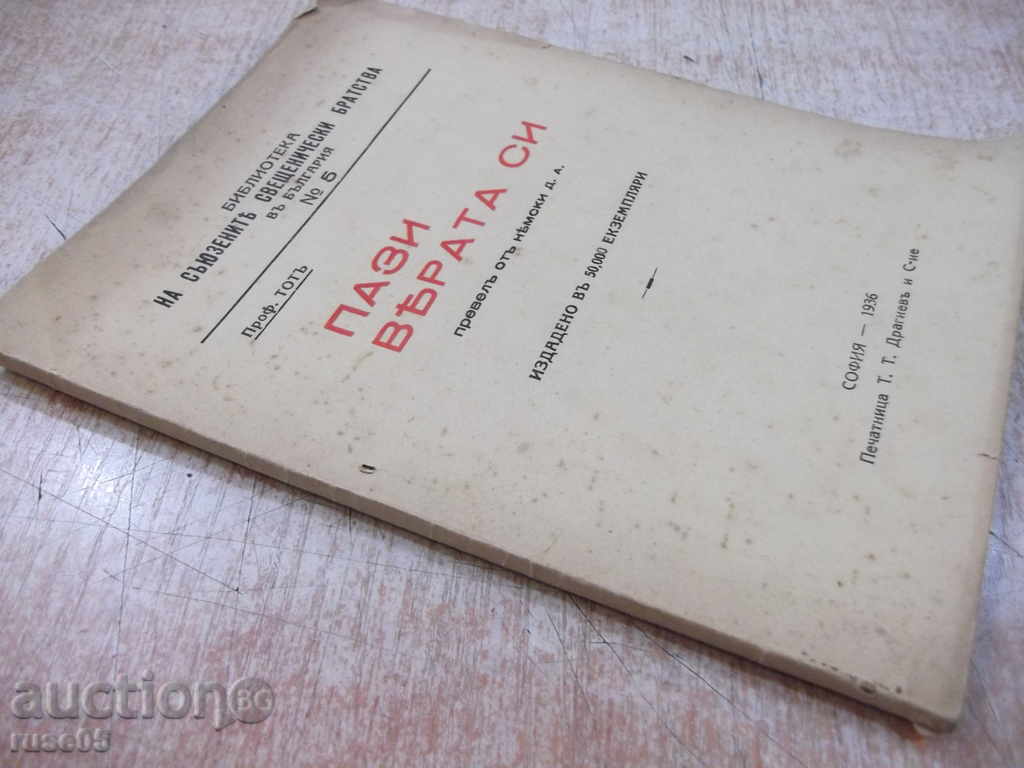 БИБЛИОТЕКА
НА СЪЮЗЕНИТѢ СВЕЩЕНИЧЕСКИ БРАТСТВА
ВЪ БЪЛГАРИЯ
№ 5
Проф. ТОТЪ
ПАЗИ
ВѢРАТА СИ
превелъ отъ нѣмски Д. А.
ИЗДАДЕНО ВЪ 50,000 ЕКЗЕМПЛЯРИ
СОФИЯ — 1936
Печатница Т. Т. Драгиевъ и С-ие
auction BG
ruse05